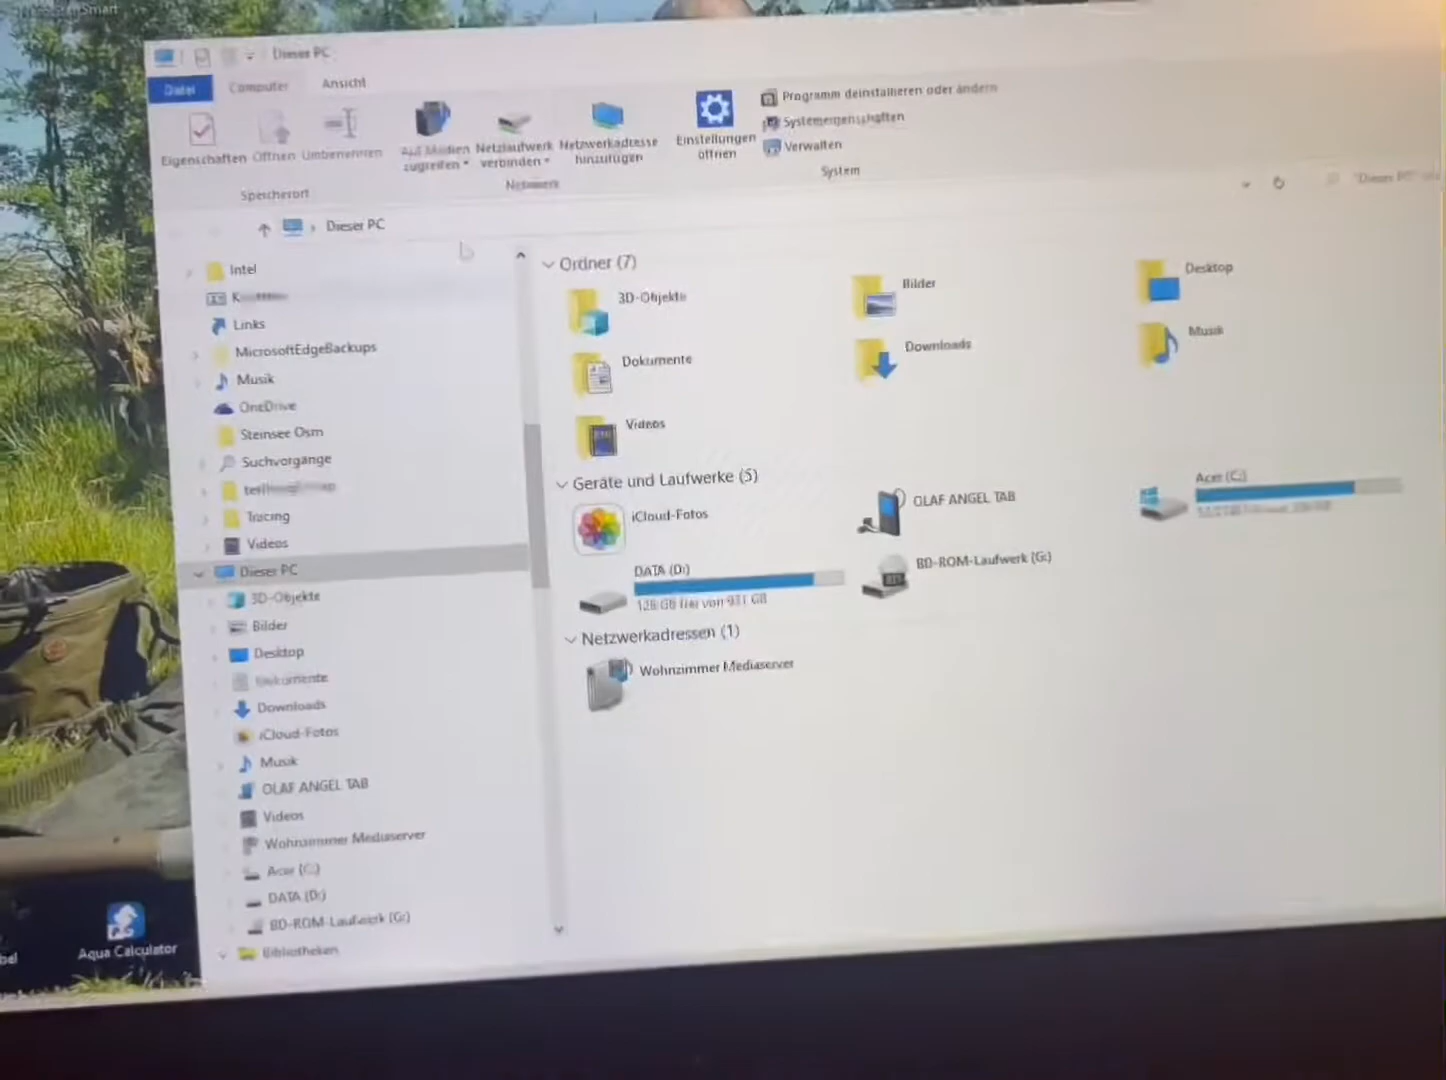 Dieser PC
Datei
Computer
Ansicht
Eigenschaften
Öffnen
Umbenennen
Auf Medien zugreifen
Netzlaufwerk verbinden
Netzwerkadresse hinzufügen
Einstellungen öffnen
Programm deinstallieren oder ändern
Systemeigenschaften
Verwalten
Speicherort
Netzwerk
System
Dieser PC
"Dieser PC"
Intel
Links
MicrosoftEdgeBackups
Musik
OneDrive
Steinsee Osm
Suchvorgänge
Tracing
Videos
Dieser PC
3D-Objekte
Bilder
Desktop
Dokumente
Downloads
iCloud-Fotos
Musik
OLAF ANGEL TAB
Videos
Wohnzimmer Mediaserver
Acer (C:)
DATA (D:)
BD-ROM-Laufwerk (G:)
Bibliotheken
Ordner (7)
3D-Objekte
Bilder
Desktop
Dokumente
Downloads
Musik
Videos
Geräte und Laufwerke (5)
iCloud-Fotos
OLAF ANGEL TAB
Acer (C:)
DATA (D:)
128 GB frei von 931 GB
BD-ROM-Laufwerk (G:)
Netzwerkadressen (1)
Wohnzimmer Mediaserver
Aqua Calculator